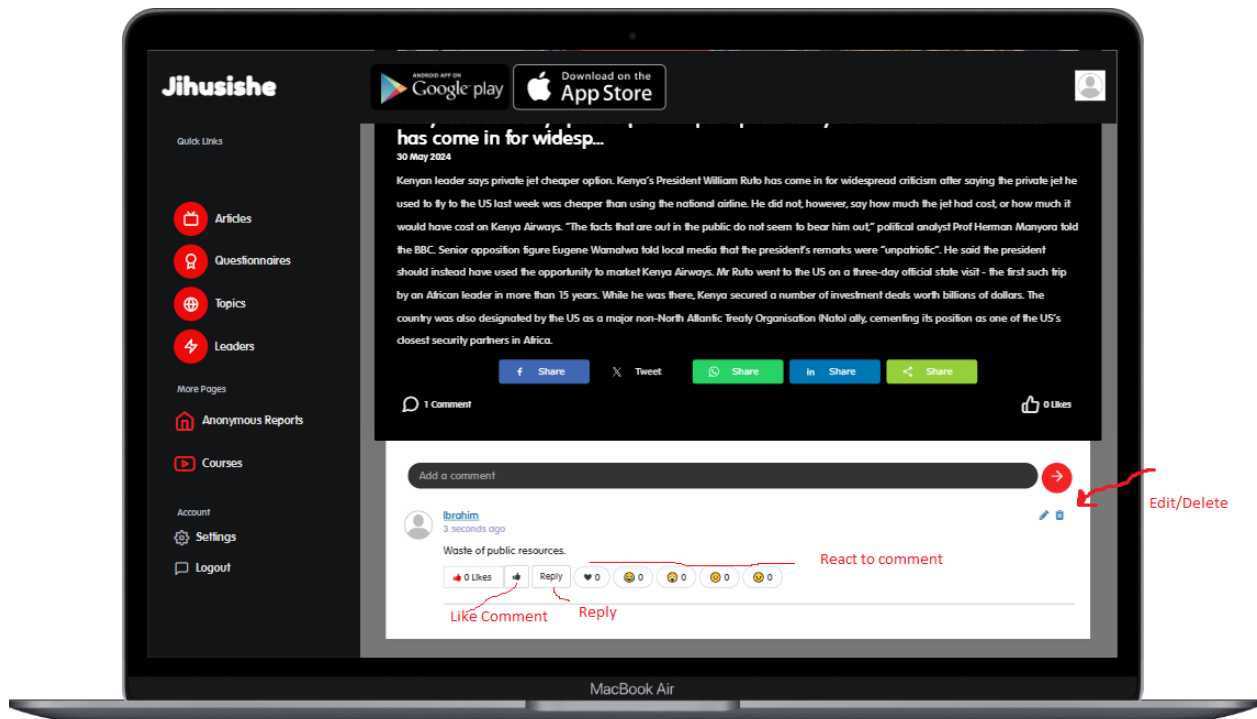 Jihusishe
ANDROID APP ON
Google play
Download on the
App Store
Quick Links
Articles
Questionnaires
Topics
Leaders
More Pages
Anonymous Reports
Courses
Account
Settings
Logout
has come in for widesp...
30 May 2024
Kenyan leader says private jet cheaper option. Kenya's President William Ruto has come in for widespread criticism after saying the private jet he
used to fly to the US last week was cheaper than using the national airline. He did not, however, say how much the jet had cost, or how much it
would have cost on Kenya Airways. "The facts that are out in the public do not seem to bear him out," political analyst Prof Herman Manyora told
the BBC. Senior opposition figure Eugene Wamalwa told local media that the president's remarks were "unpatriotic". He said the president
should instead have used the opportunity to market Kenya Airways. Mr Ruto went to the US on a three-day official state visit - the first such trip
by an African leader in more than 15 years. While he was there, Kenya secured a number of investment deals worth billions of dollars. The
country was also designated by the US as a major non-North Atlantic Treaty Organisation (Nato) ally, cementing its position as one of the US's
closest security partners in Africa.
f Share
X Tweet
Share
in Share
Share
1 Comment
0 Likes
Add a comment
Edit/Delete
Ibrahim
3 seconds ago
Waste of public resources.
React to comment
0 Likes
Reply
0
0
0
0
0
Like Comment
Reply
MacBook Air